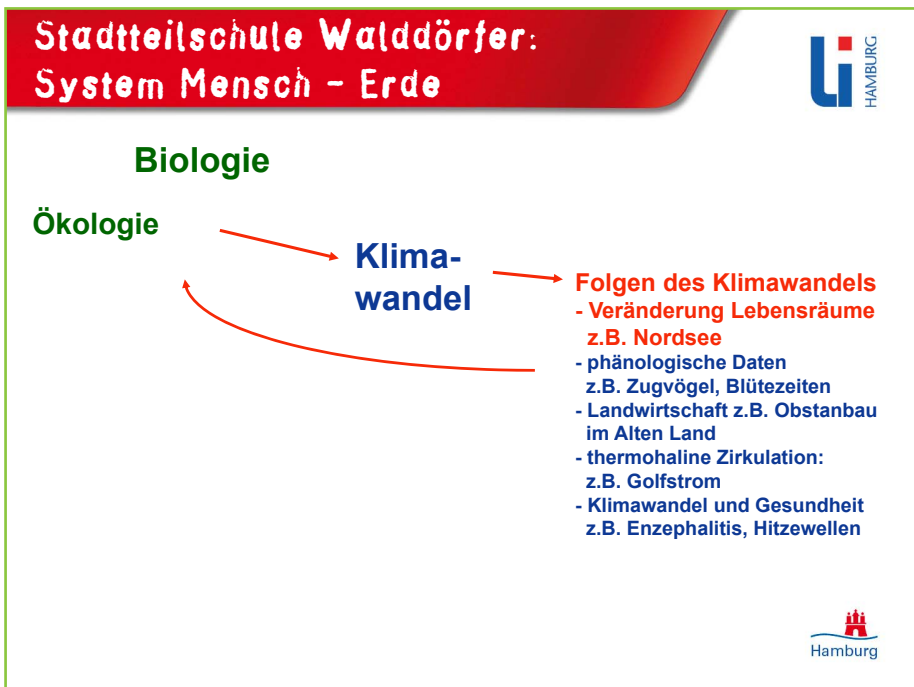 Stadtteilschule Walddörfer:
System Mensch - Erde
li
HAMBURG
Biologie
Ökologie
Klima-
wandel
Folgen des Klimawandels
- Veränderung Lebensräume
z.B. Nordsee
- phänologische Daten
z.B. Zugvögel, Blütezeiten
- Landwirtschaft z.B. Obstanbau
im Alten Land
- thermohaline Zirkulation:
z.B. Golfstrom
- Klimawandel und Gesundheit
z.B. Enzephalitis, Hitzewellen
Hamburg